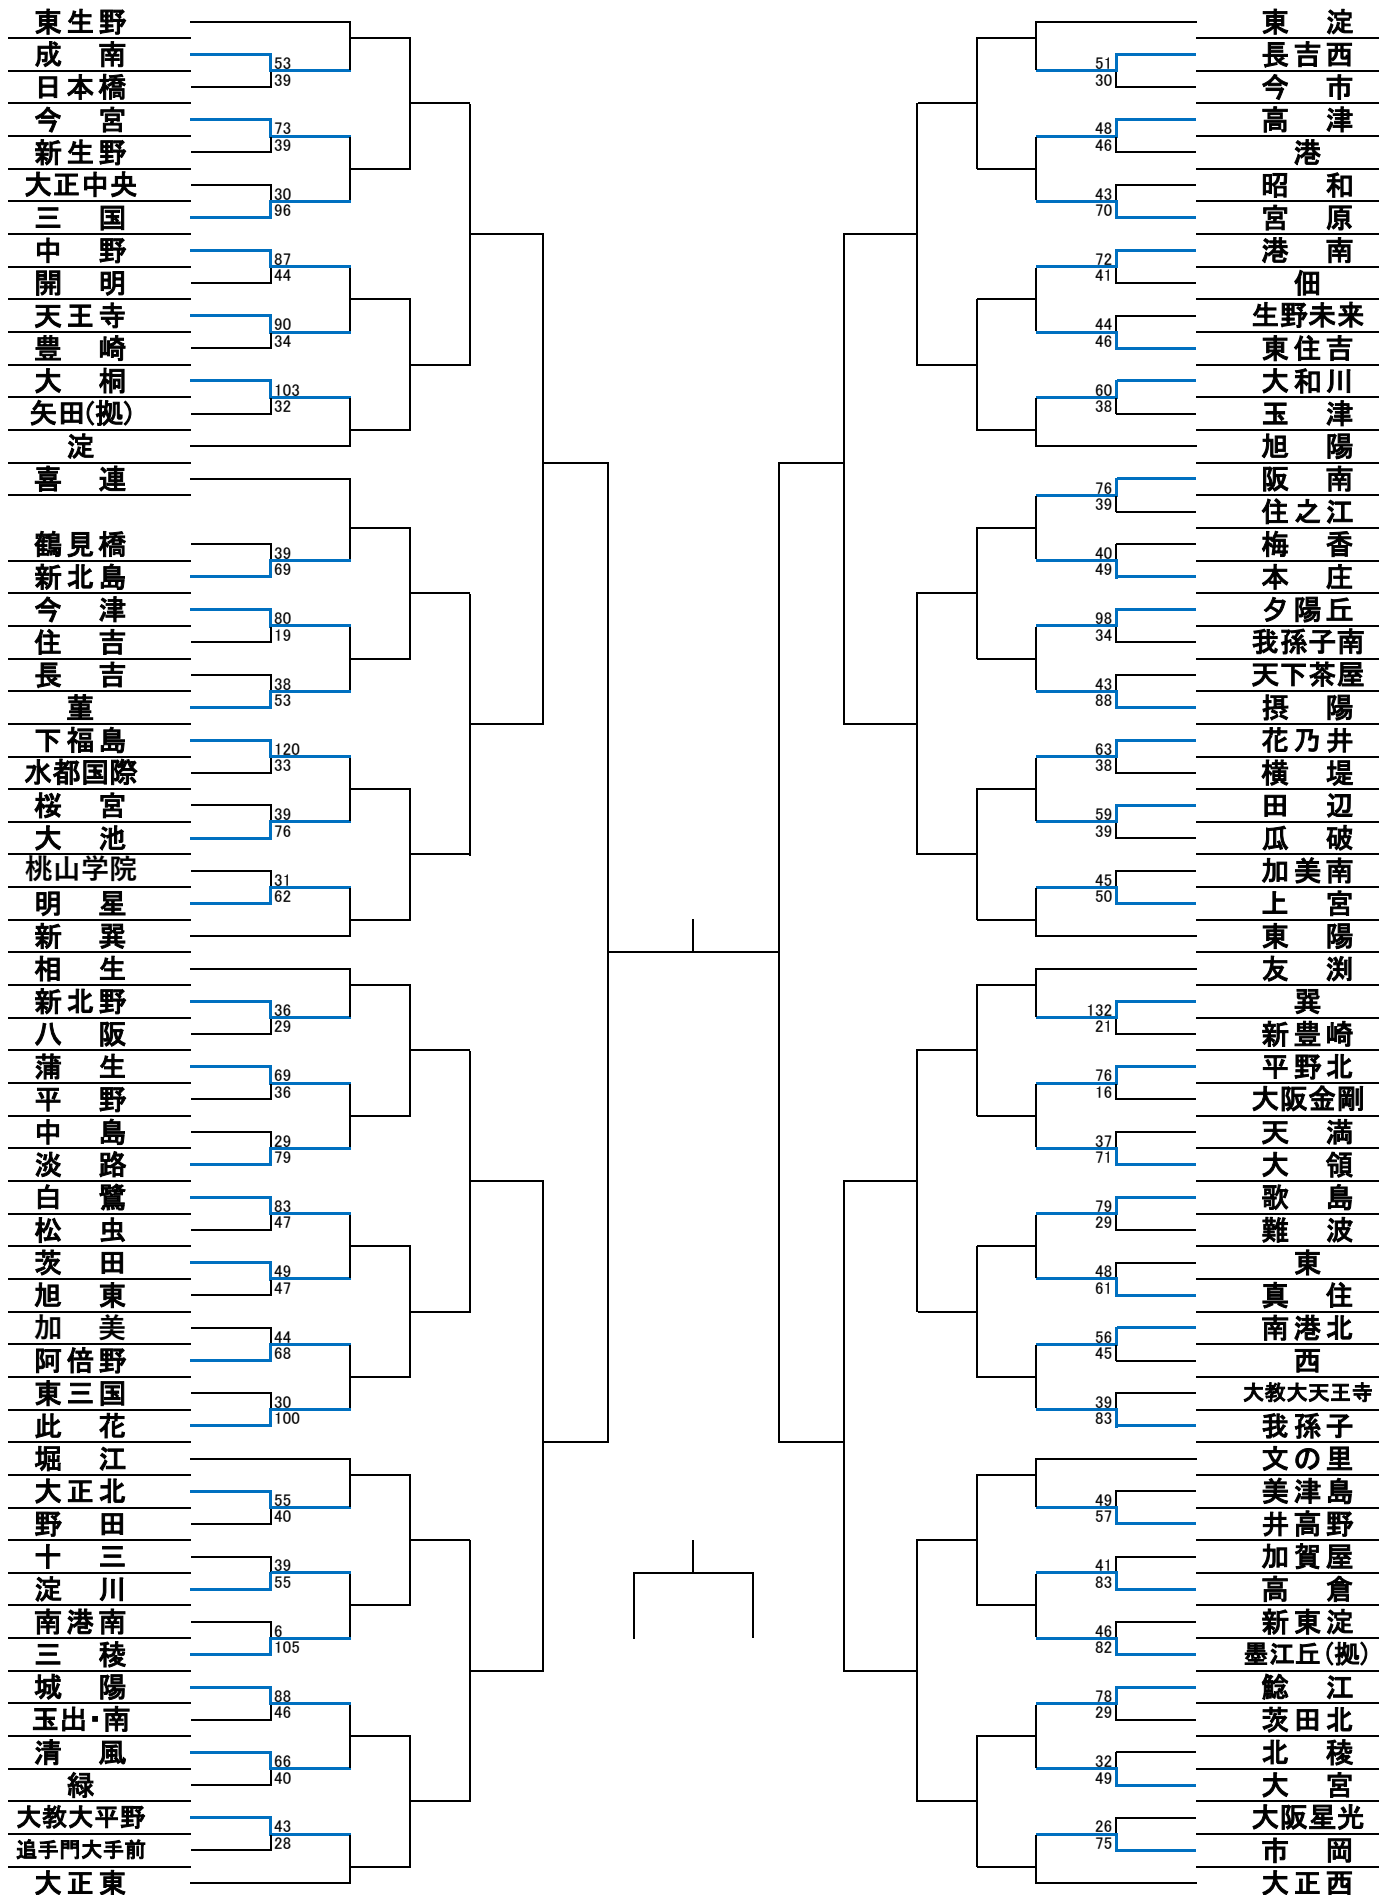 東生野
成南
53
日本橋
39
今宮
73
新生野
39
大正中央
30
三国
96
中野
87
開明
44
天王寺
90
豊崎
34
大桐
103
矢田(拠)
32
淀
喜連
鶴見橋
39
新北島
69
今津
80
住吉
19
長吉
38
菫
53
下福島
120
水都国際
33
桜宮
39
大池
76
桃山学院
31
明星
62
新巽
相生
新北野
36
八阪
29
蒲生
69
平野
36
中島
29
淡路
79
白鷺
83
松虫
47
茨田
49
旭東
47
加美
44
阿倍野
68
東三国
30
此花
100
堀江
大正北
55
野田
40
十三
39
淀川
55
南港南
6
三稜
105
城陽
88
玉出・南
46
清風
66
緑
40
大教大平野
43
追手門大手前
28
大正東
東淀
51
長吉西
30
今市
48
高津
46
港
43
昭和
70
宮原
72
港南
41
佃
44
生野未来
46
東住吉
60
大和川
38
玉津
旭陽
76
阪南
39
住之江
40
梅香
49
本庄
98
夕陽丘
34
我孫子南
43
天下茶屋
88
摂陽
63
花乃井
38
横堤
59
田辺
39
瓜破
45
加美南
50
上宮
東陽
友渕
132
巽
21
新豊崎
76
平野北
16
大阪金剛
37
天満
71
大領
79
歌島
29
難波
48
東
61
真住
56
南港北
45
西
39
大教大天王寺
83
我孫子
文の里
49
美津島
57
井高野
41
加賀屋
83
高倉
46
新東淀
82
墨江丘(拠)
78
鯰江
29
茨田北
32
北稜
49
大宮
26
大阪星光
75
市岡
大正西